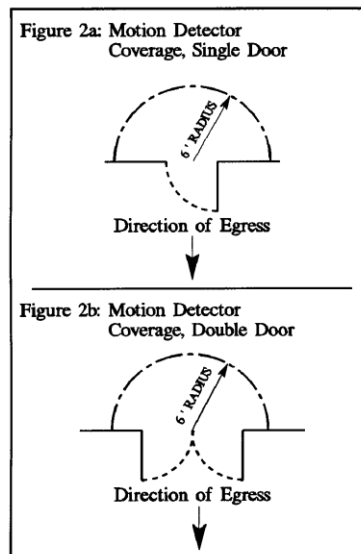 Figure 2a: Motion Detector
Coverage, Single Door
6' RADIUS
Direction of Egress
Figure 2b: Motion Detector
Coverage, Double Door
6' RADIUS
Direction of Egress